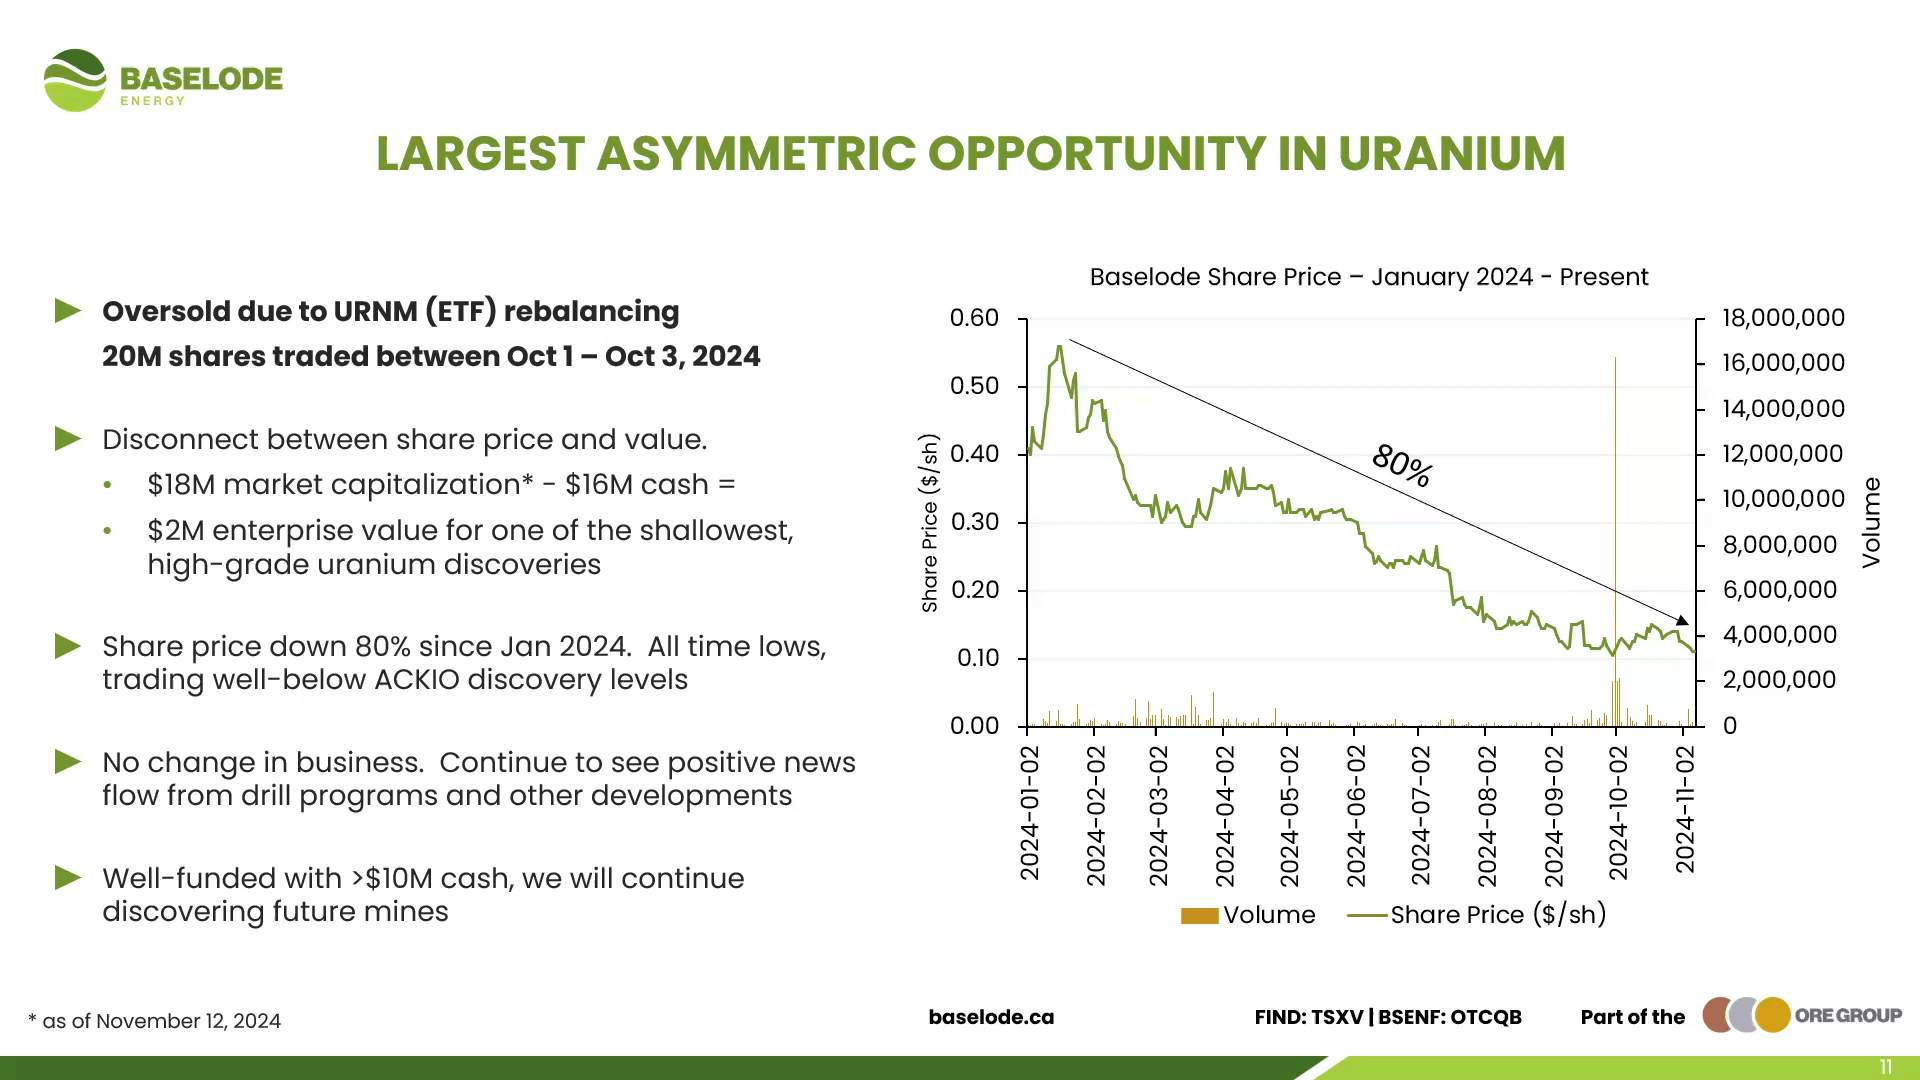 BASELODE
ENERGY
LARGEST ASYMMETRIC OPPORTUNITY IN URANIUM
Oversold due to URNM (ETF) rebalancing
20M shares traded between Oct 1 – Oct 3, 2024
Disconnect between share price and value.
• $18M market capitalization* - $16M cash =
• $2M enterprise value for one of the shallowest,
high-grade uranium discoveries
Share price down 80% since Jan 2024.  All time lows,
trading well-below ACKIO discovery levels
No change in business.  Continue to see positive news
flow from drill programs and other developments
Well-funded with >$10M cash, we will continue
discovering future mines
Baselode Share Price – January 2024 - Present
Share Price ($/sh)
0.60
0.50
0.40
0.30
0.20
0.10
0.00
80%
18,000,000
16,000,000
14,000,000
12,000,000
10,000,000
8,000,000
6,000,000
4,000,000
2,000,000
0
Volume
2024-01-02
2024-02-02
2024-03-02
2024-04-02
2024-05-02
2024-06-02
2024-07-02
2024-08-02
2024-09-02
2024-10-02
2024-11-02
Volume
Share Price ($/sh)
* as of November 12, 2024
baselode.ca
FIND: TSXV | BSENF: OTCQB
Part of the
ORE GROUP
11